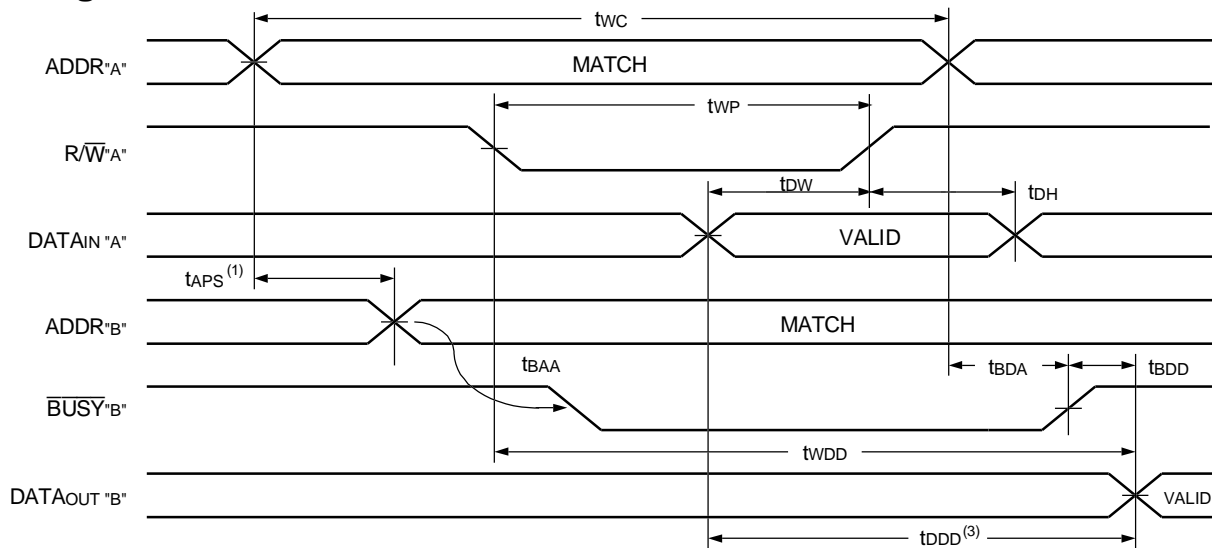 tWC
ADDR"A"
MATCH
tWP
R/W̅"A"
tDW
tDH
DATAIN "A"
VALID
tAPS(1)
ADDR"B"
MATCH
tBAA
tBDA
tBDD
B̅U̅S̅Y̅"B"
tWDD
DATAOUT "B"
VALID
tDDD(3)